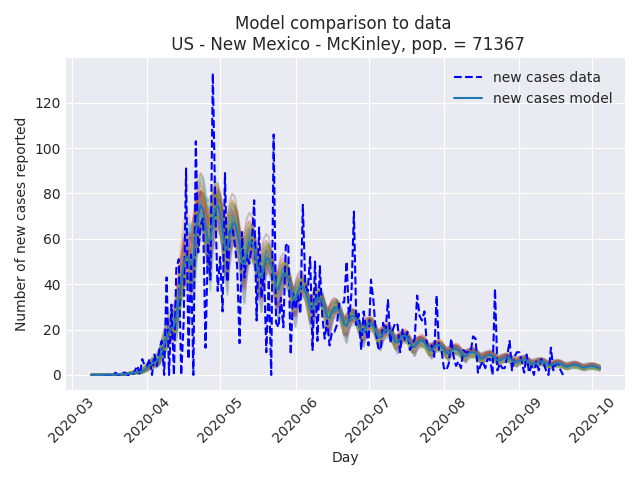 Model comparison to data
US - New Mexico - McKinley, pop. = 71367
new cases data
new cases model
Number of new cases reported
120
100
80
60
40
20
0
2020-03
2020-04
2020-05
2020-06
2020-07
2020-08
2020-09
2020-10
Day